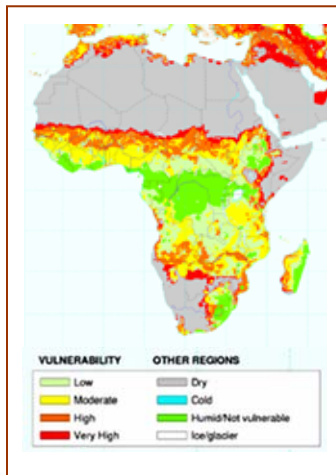 VULNERABILITY OTHER REGIONS
Low Dry
Moderate Cold
High Humid/Not vulnerable
Very High Ice/glacier